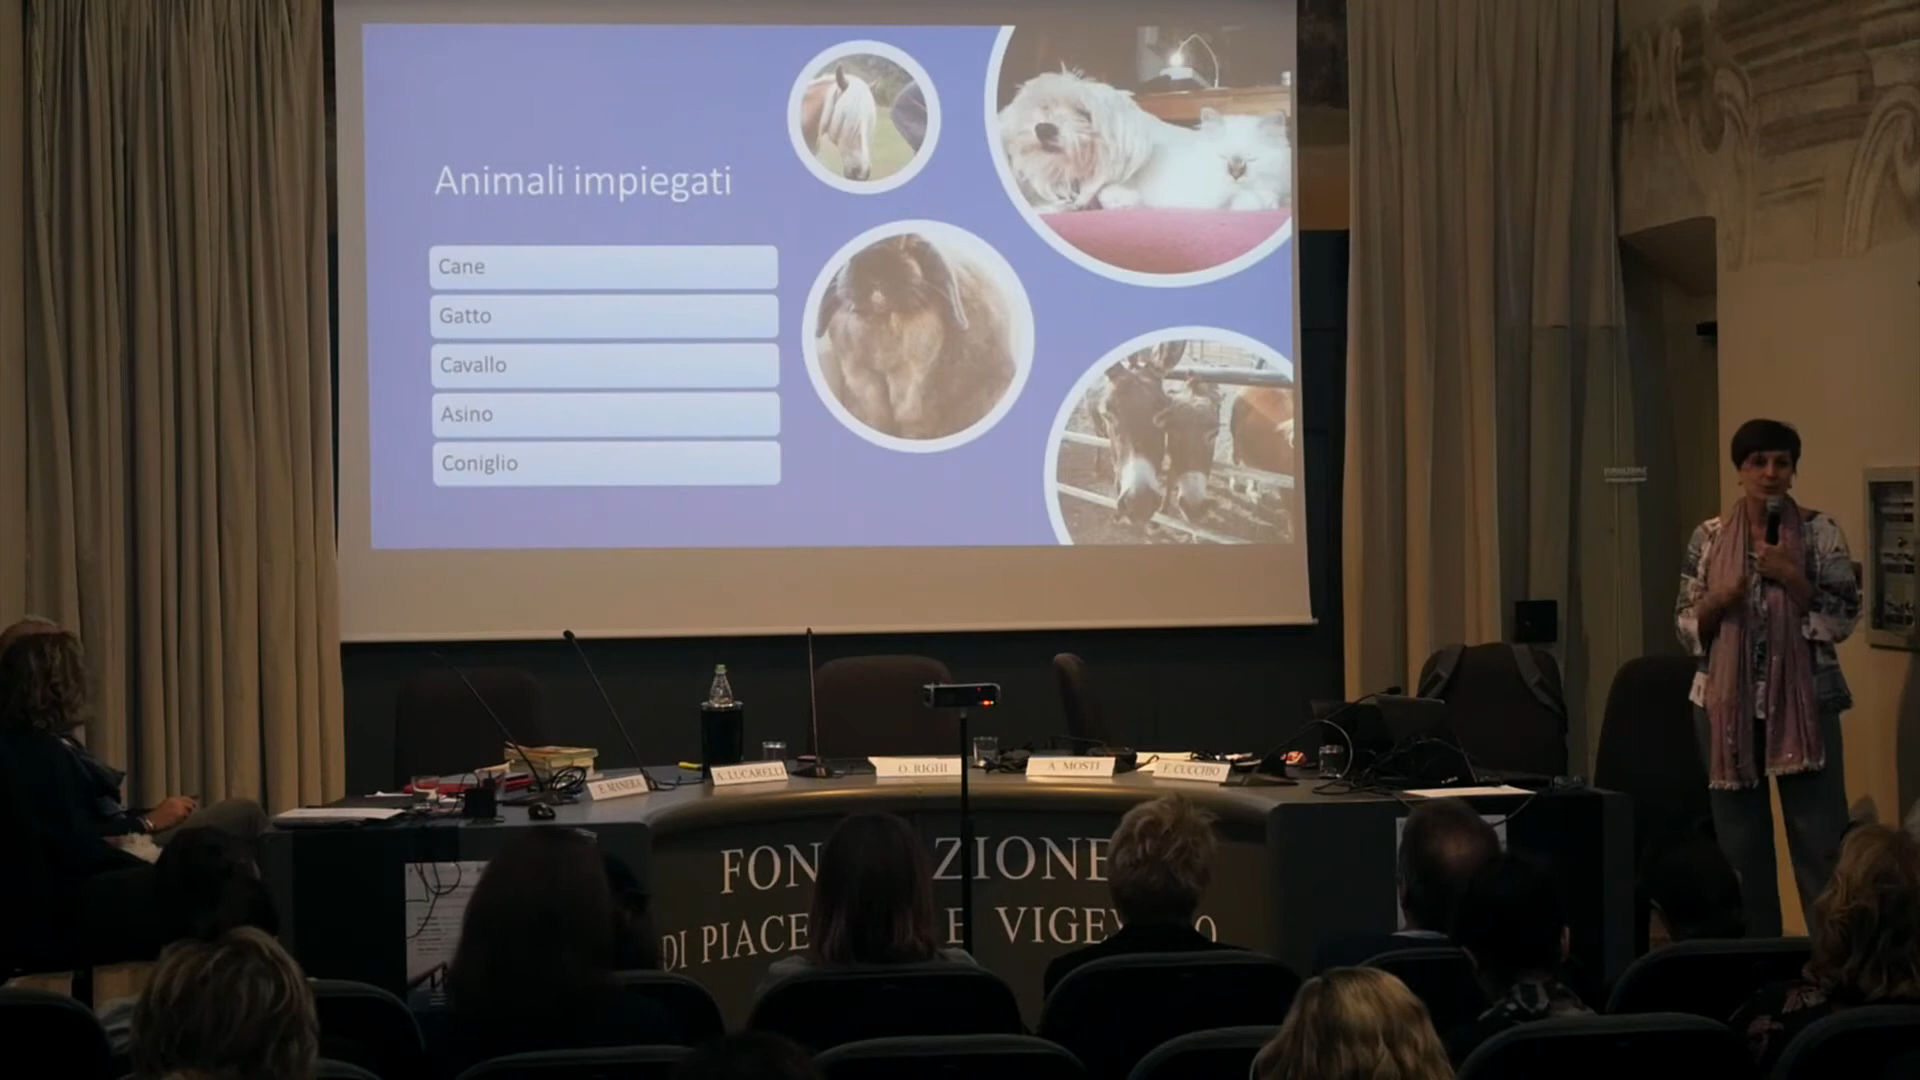 Animali impiegati
Cane
Gatto
Cavallo
Asino
Coniglio
F. MANERA
A. LUCARELLI
O. RIGHI
A. MOSTI
F. CUCCHIO
FON ZIONE
DI PIACE E VIGEV O